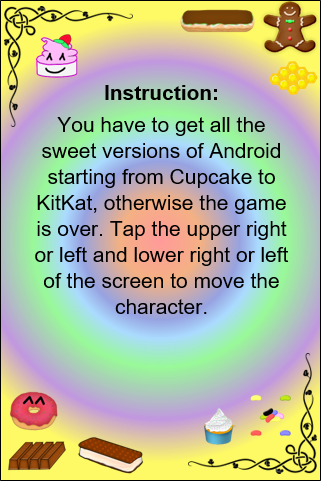 Instruction:
You have to get all the
sweet versions of Android
starting from Cupcake to
KitKat, otherwise the game
is over. Tap the upper right
or left and lower right or left
of the screen to move the
character.